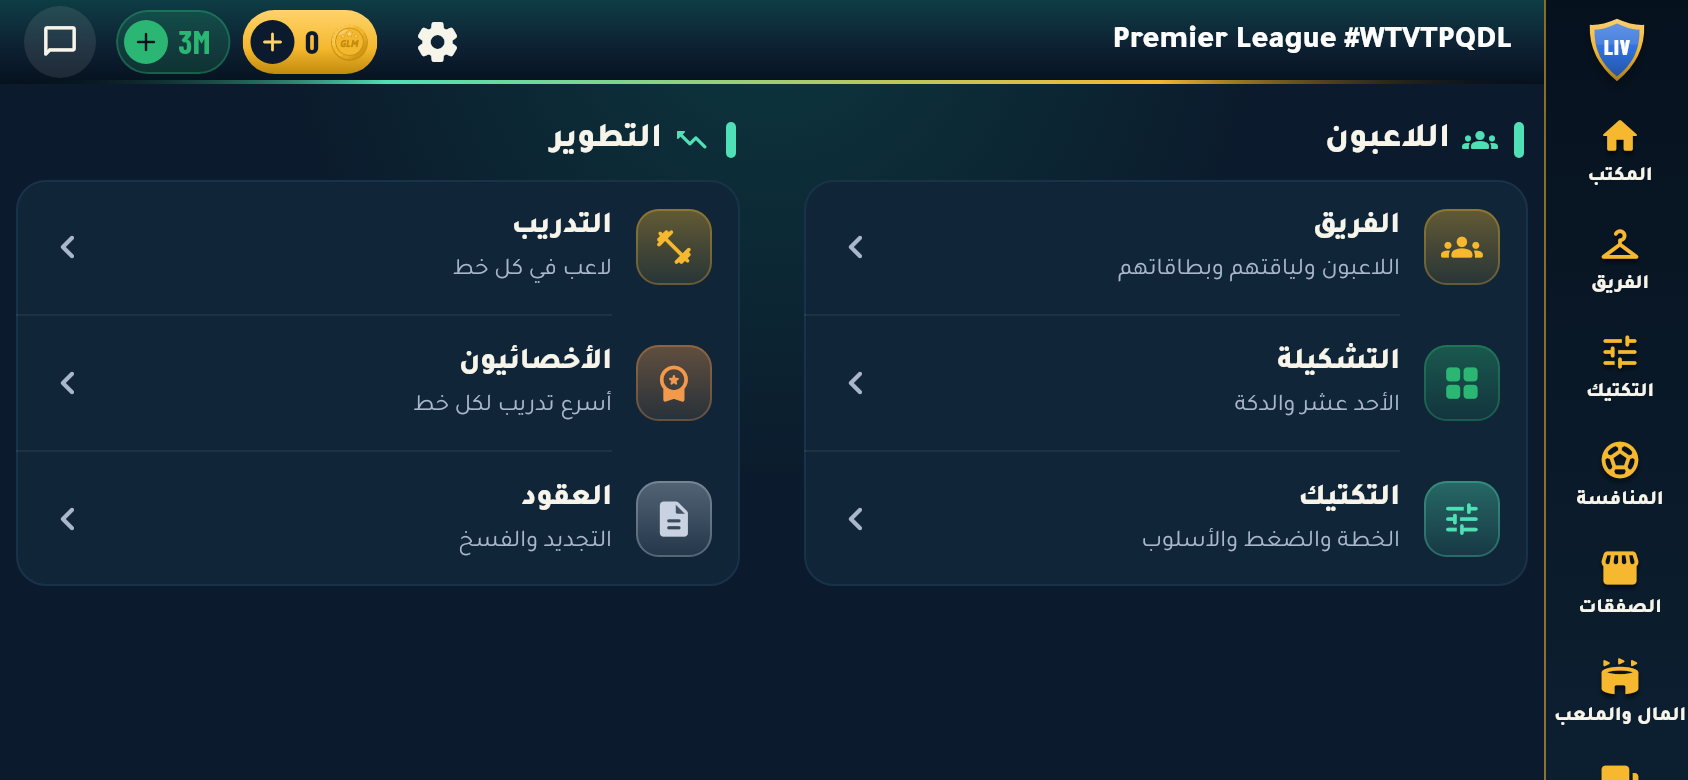 Premier League #WTVTPQDL
0
GLM
3M
LIV
المكتب
الفريق
التكتيك
المنافسة
الصفقات
المال والملعب
اللاعبون
الفريق
اللاعبون ولياقتهم وبطاقاتهم
التشكيلة
الأحد عشر والدكة
التكتيك
الخطة والضغط والأسلوب
التطوير
التدريب
لاعب في كل خط
الأخصائيون
أسرع تدريب لكل خط
العقود
التجديد والفسخ